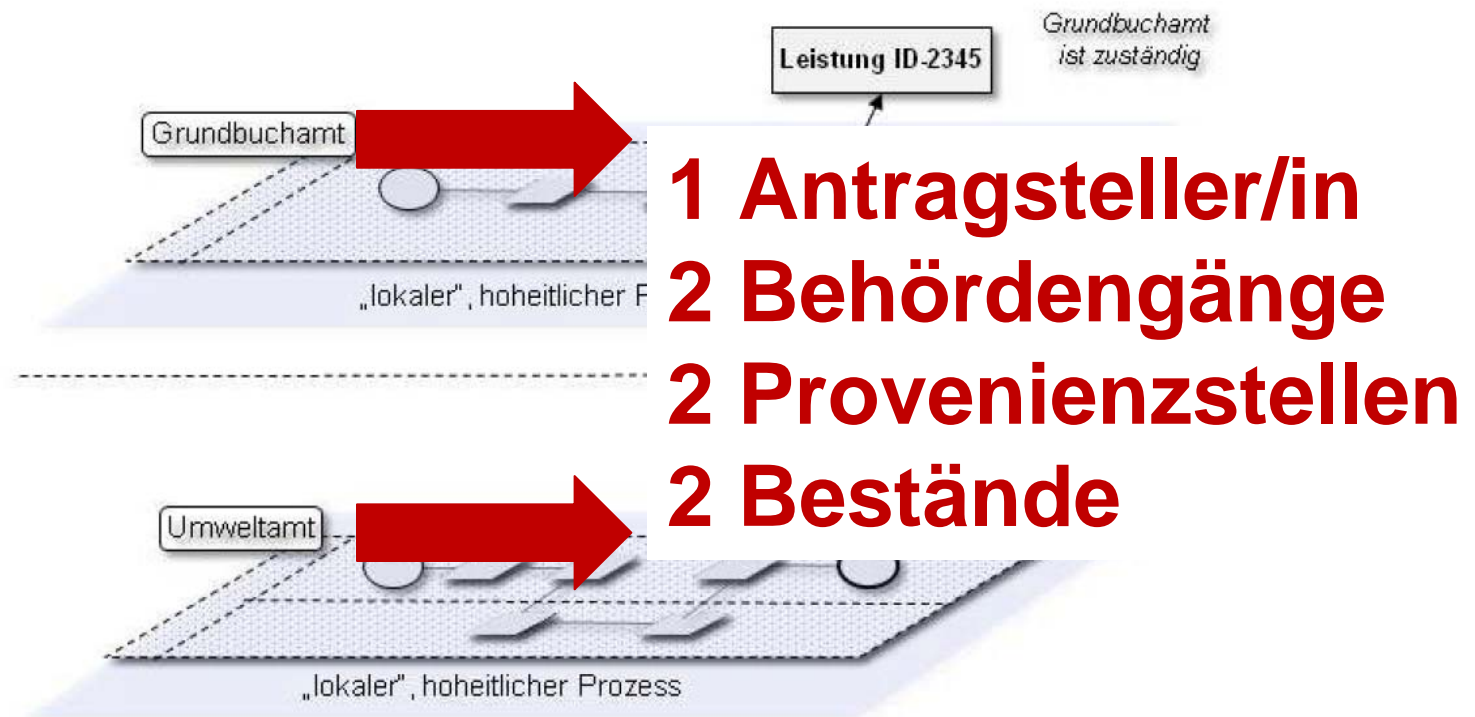 Grundbuchamt
ist zuständig
Leistung ID-2345
Grundbuchamt
1 Antragsteller/in
2 Behördengänge
2 Provenienzstellen
2 Bestände
„lokaler", hoheitlicher
Umweltamt
„lokaler", hoheitlicher Prozess